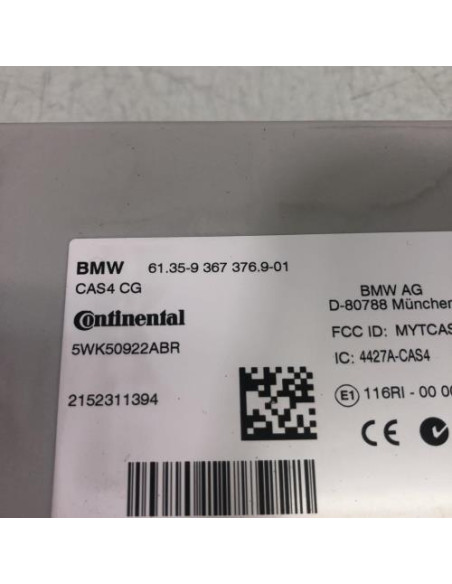 BMW 61.35-9 367 376.9-01
CAS4 CG
Continental
5WK50922ABR
2152311394
BMW AG
D-80788 München
FCC ID: MYTCAS
IC: 4427A-CAS4
E1 116RI - 00 00
CE